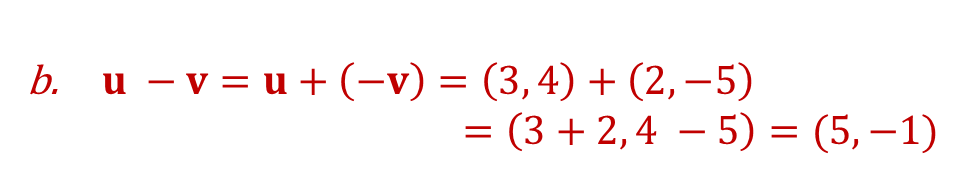 b. u − v = u + (−v) = (3, 4) + (2, −5)
= (3 + 2, 4 − 5) = (5, −1)